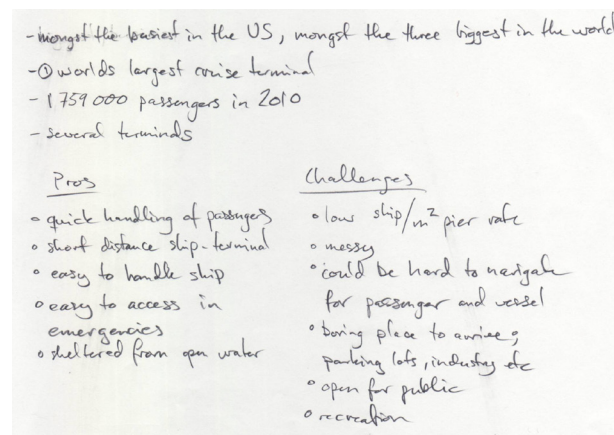 - mongst the busiest in the US, mongst the three biggest in the world
- ① worlds largest cruise terminal
- 1 759 000 passengers in 2010
- several terminals
Pros
◦ quick handling of passengers
◦ short distance ship-terminal
◦ easy to handle ship
◦ easy to access in
emergencies
◦ sheltered from open water
Challenges
◦ low ship/m² pier rate
◦ messy
◦ could be hard to navigate
for passenger and vessel
◦ boring place to arrive;
parking lots, industry etc
◦ open for public
◦ recreation